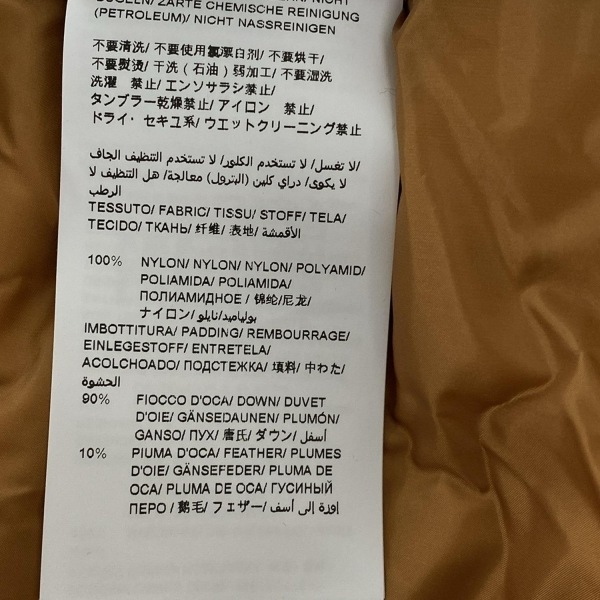 BÜGELN/ ZARTE CHEMISCHE REINIGUNG
(PETROLEUM)/ NICHT NASSREINIGEN
不要清洗/ 不要使用氯漂白剂/ 不要烘干/
不要熨烫/ 干洗（石油）弱加工/ 不要湿洗
洗濯 禁止/ エンソサラシ禁止/
タンブラー乾燥禁止/ アイロン 禁止/
ドライ・セキユ系/ ウエットクリーニング禁止
لا تغسل/ لا تستخدم الكلور/ لا تستخدم التنظيف الجاف/
لا يكوى/ دراي كلين (البترول) معالجة/ هل التنظيف لا
الرطب
TESSUTO/ FABRIC/ TISSU/ STOFF/ TELA/
TECIDO/ ТКАНЬ/ 纤维/ 表地/ الأقمشة
100% NYLON/ NYLON/ NYLON/ POLYAMID/
POLIAMIDA/ POLIAMIDA/
ПОЛИАМИДНОЕ / 锦纶/尼龙/
ナイロン/ بولياميد/نايلو
IMBOTTITURA/ PADDING/ REMBOURRAGE/
EINLEGESTOFF/ ENTRETELA/
ACOLCHOADO/ ПОДСТЕЖКА/ 填料/ 中わた/
الحشوة
90% FIOCCO D'OCA/ DOWN/ DUVET
D'OIE/ GÄNSEDAUNEN/ PLUMÓN/
GANSO/ ПУХ/ 唐氏/ ダウン/ أسفل
10% PIUMA D'OCA/ FEATHER/ PLUMES
D'OIE/ GÄNSEFEDER/ PLUMA DE
OCA/ PLUMA DE OCA/ ГУСИНЫЙ
ПЕРО / 鹅毛/ フェザー/ اوزة إلى أسف